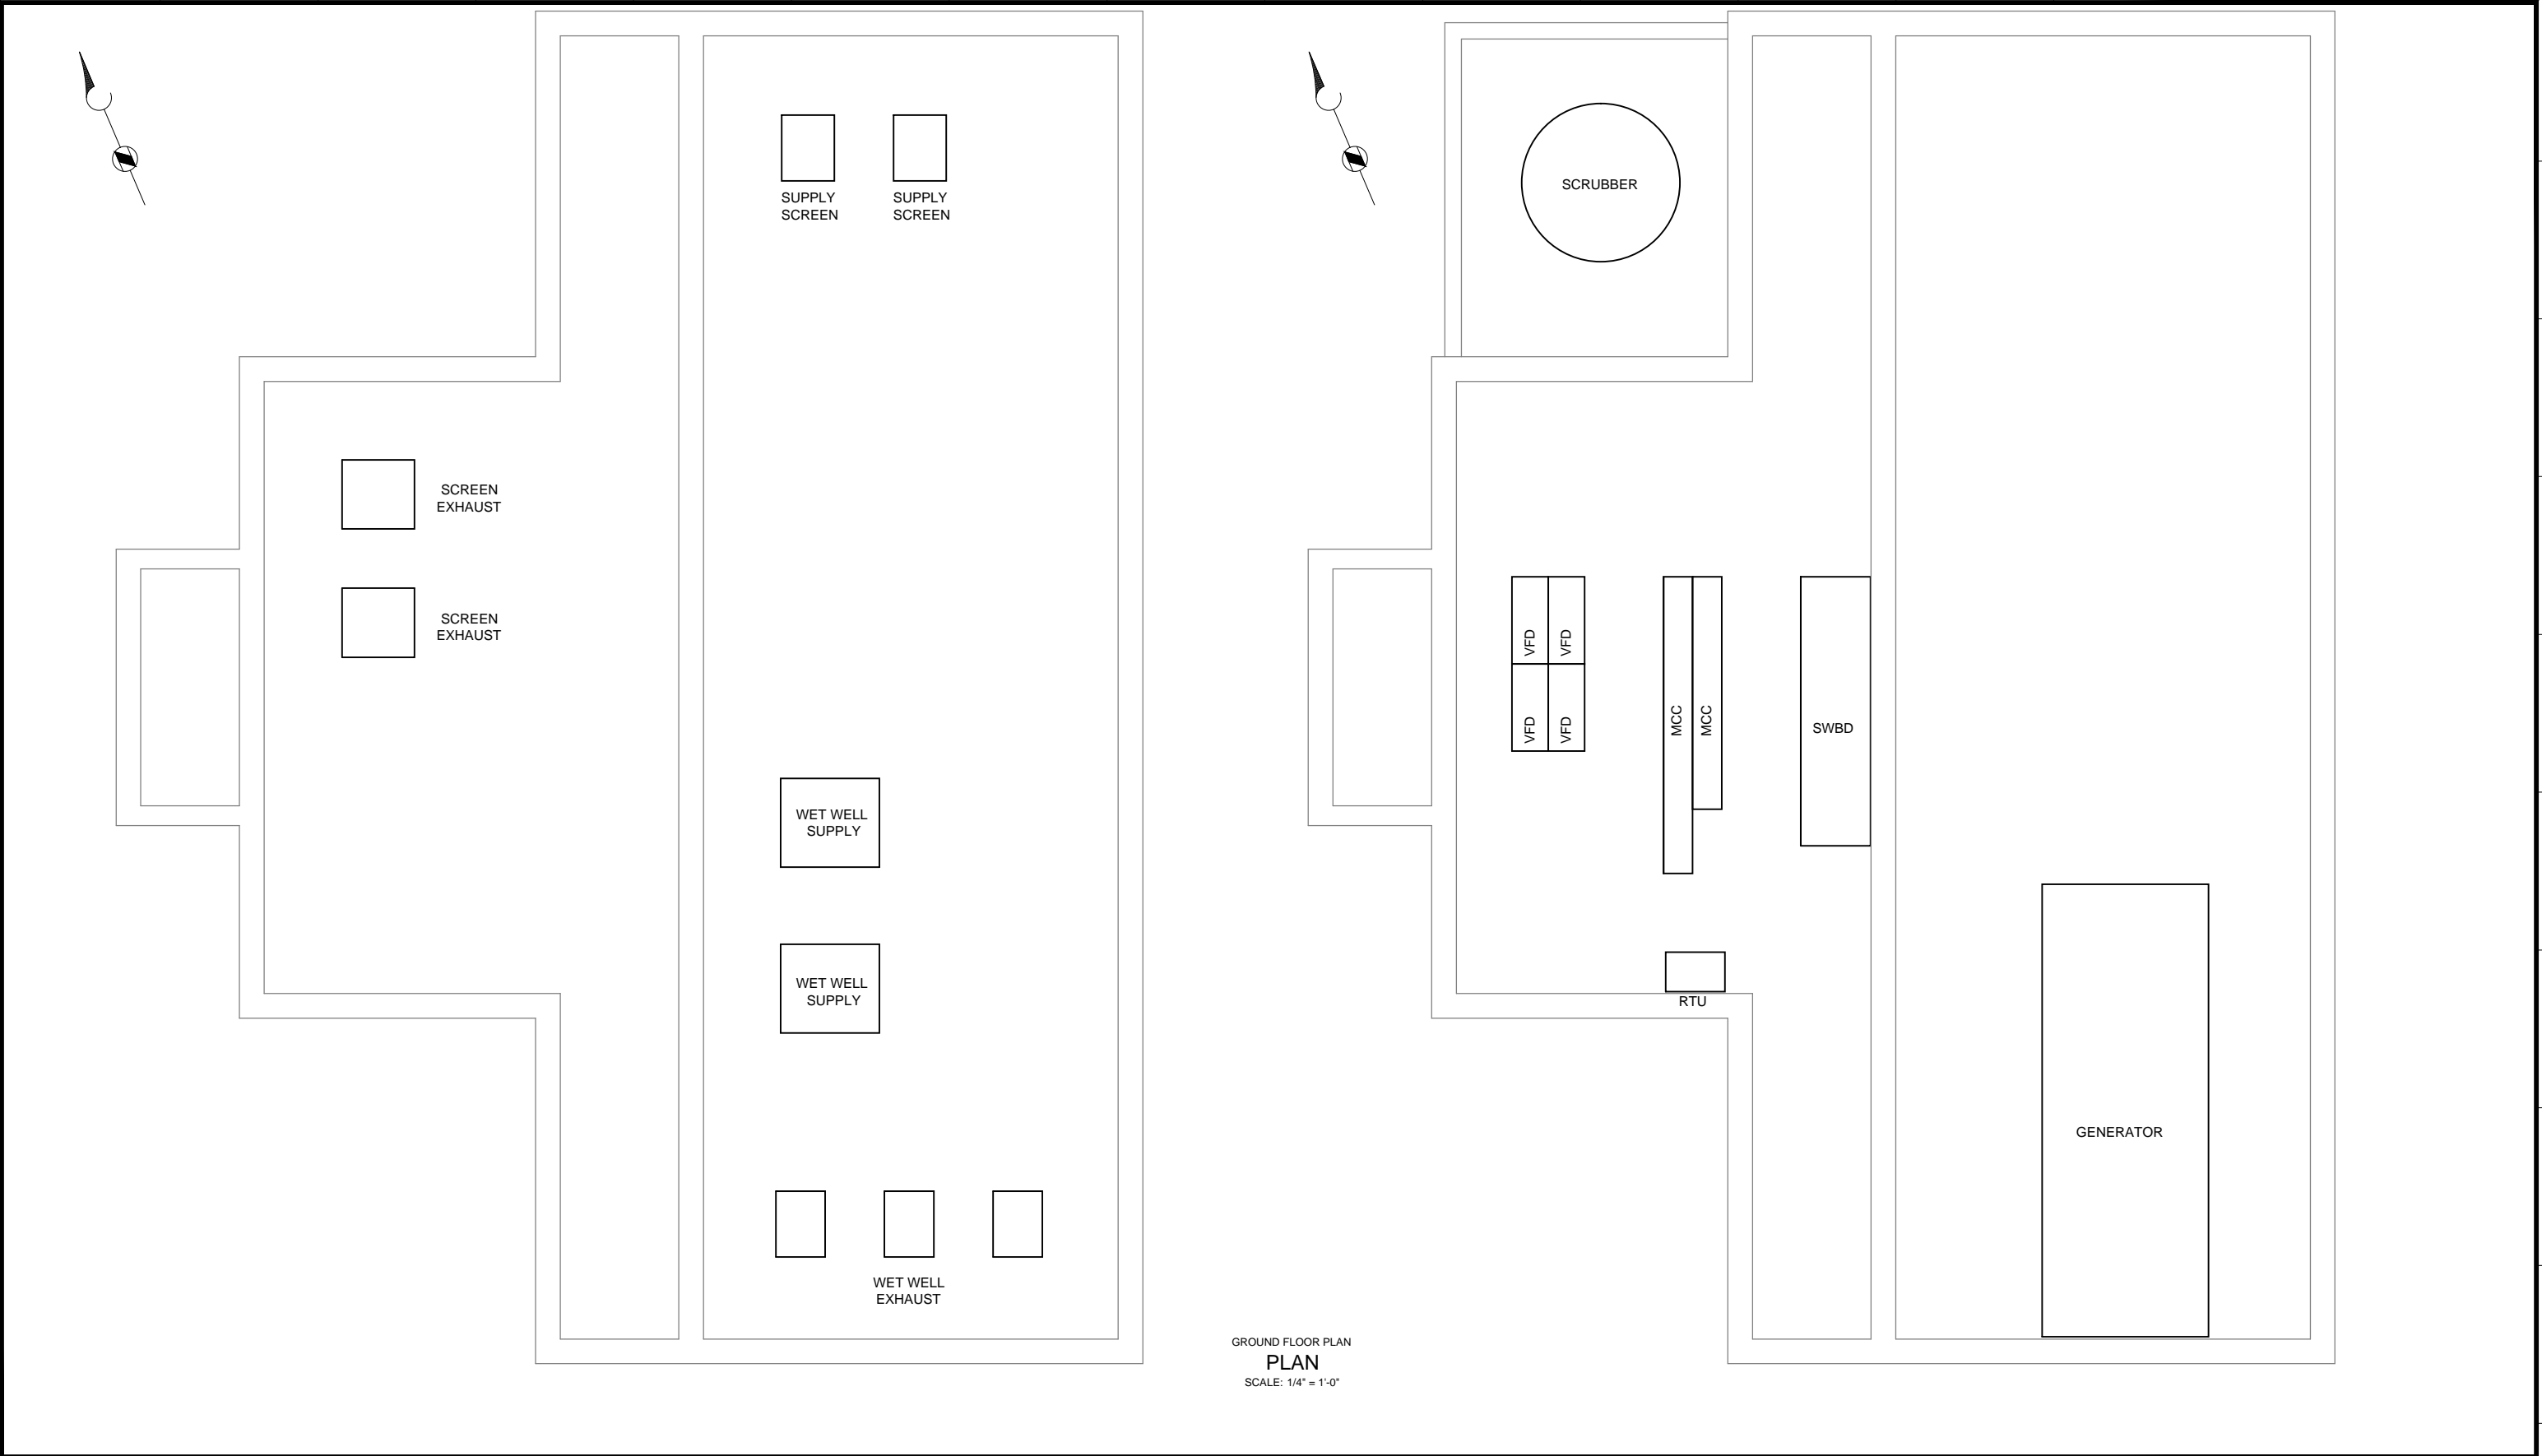 SUPPLY
SCREEN
SUPPLY
SCREEN
SCREEN
EXHAUST
SCREEN
EXHAUST
WET WELL
SUPPLY
WET WELL
SUPPLY
WET WELL
EXHAUST
GROUND FLOOR PLAN
PLAN
SCALE: 1/4" = 1'-0"
SCRUBBER
VFD
VFD
VFD
VFD
MCC
MCC
SWBD
RTU
GENERATOR